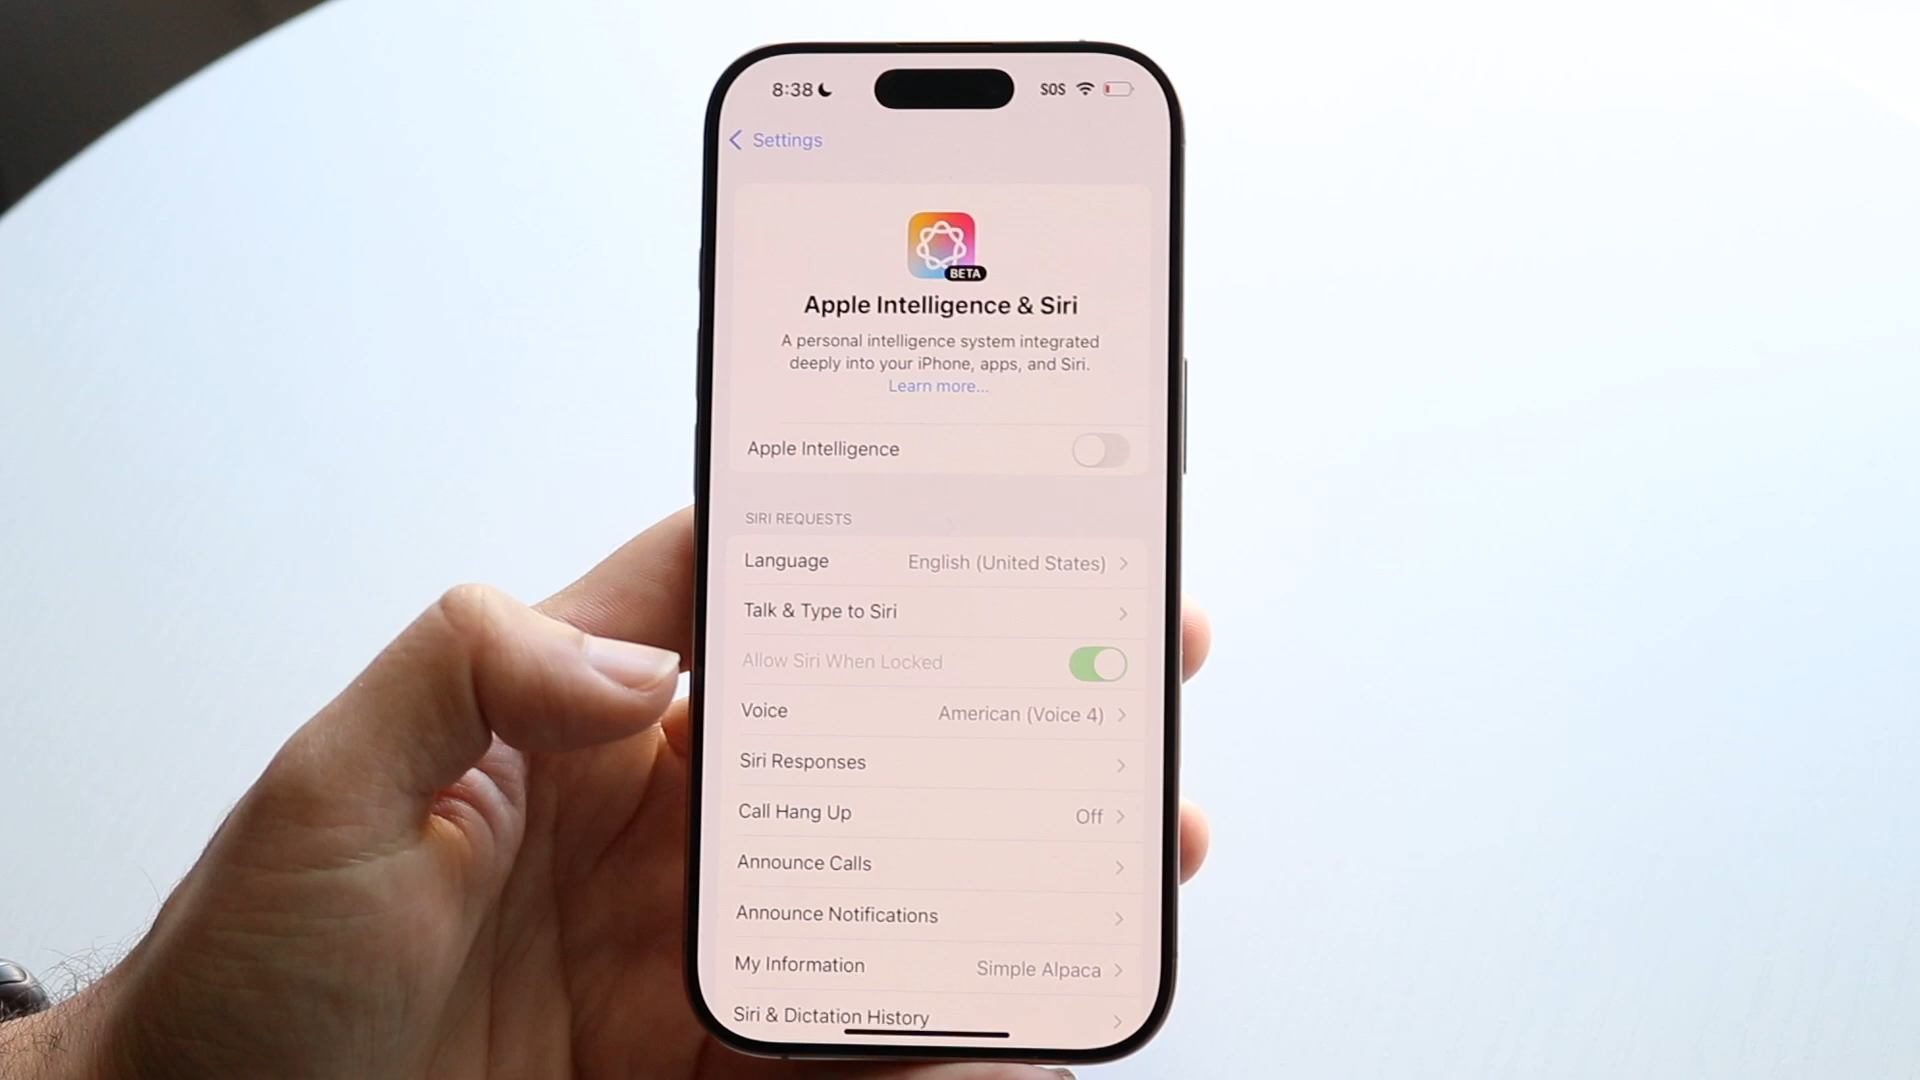 8:38
SOS
Settings
BETA
Apple Intelligence & Siri
A personal intelligence system integrated
deeply into your iPhone, apps, and Siri.
Learn more...
Apple Intelligence
SIRI REQUESTS
Language English (United States)
Talk & Type to Siri
Allow Siri When Locked
Voice American (Voice 4)
Siri Responses
Call Hang Up Off
Announce Calls
Announce Notifications
My Information Simple Alpaca
Siri & Dictation History